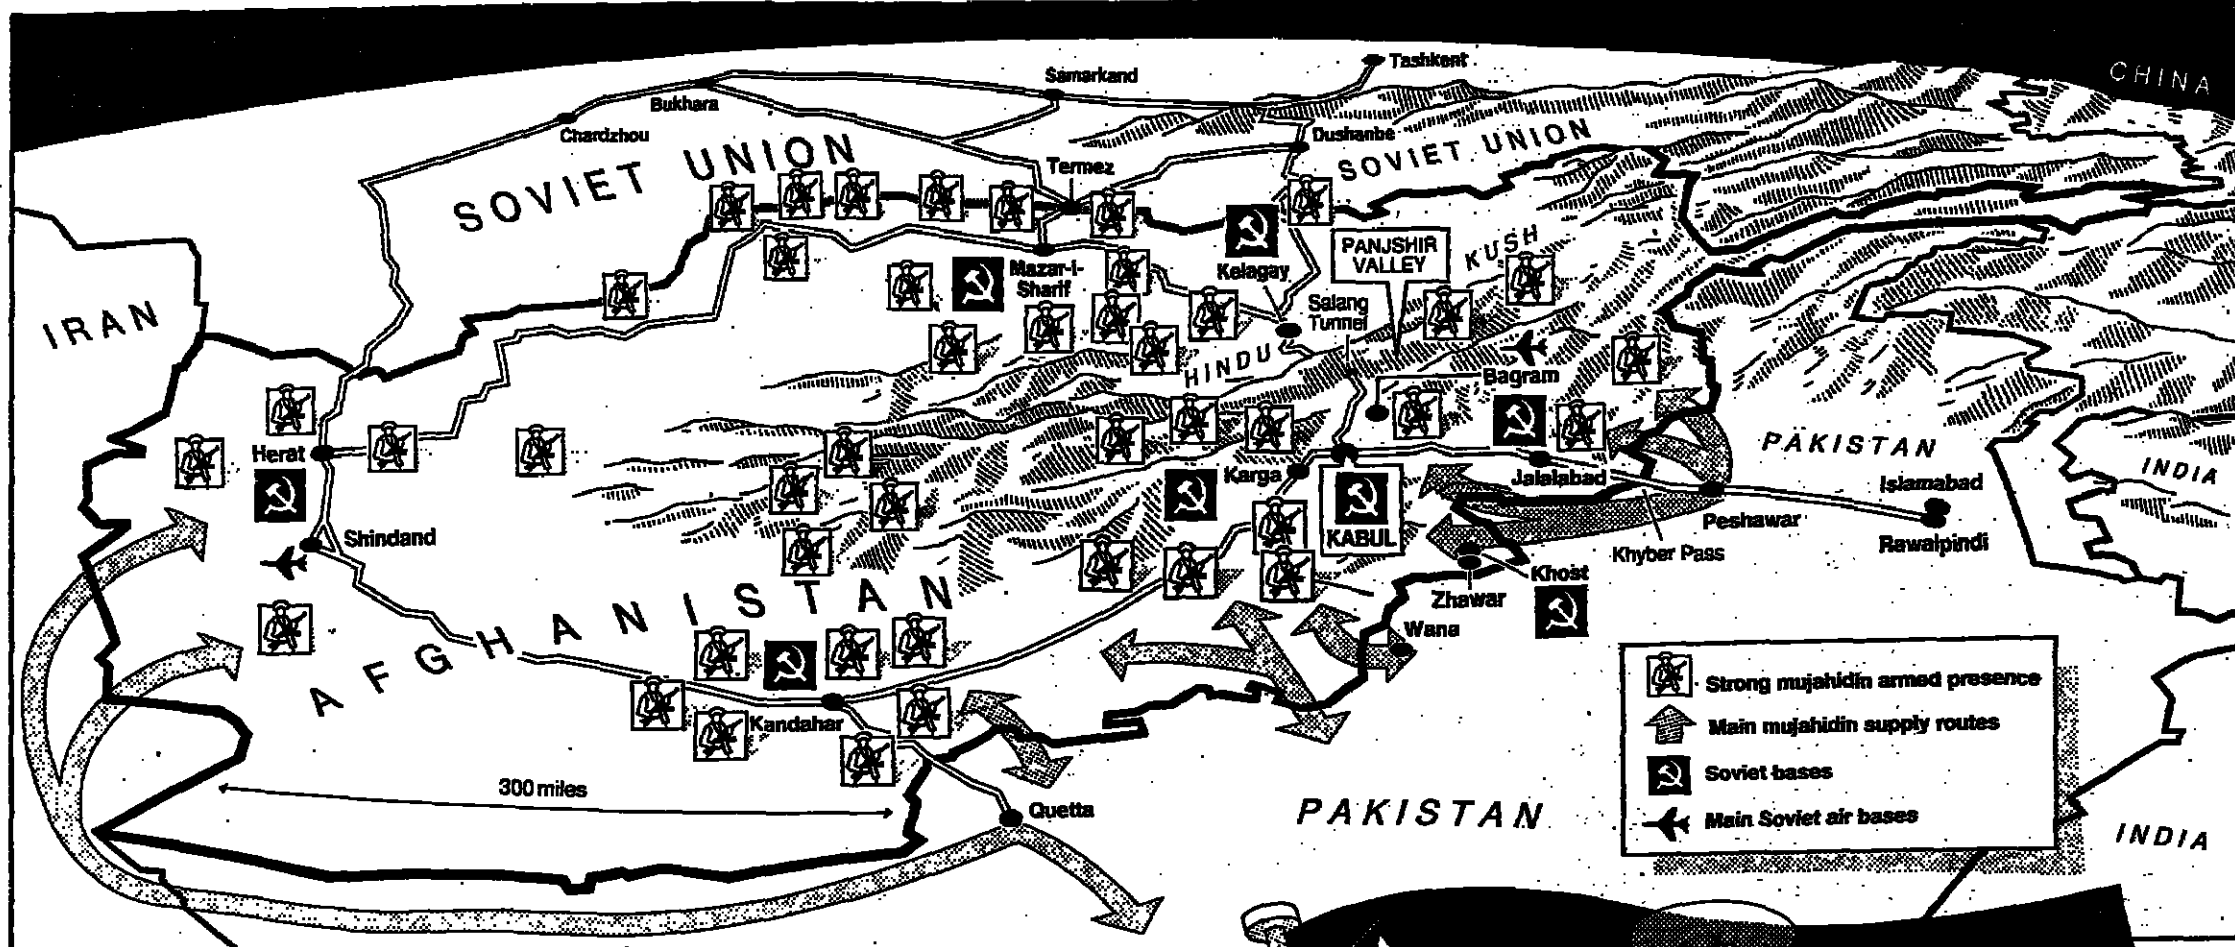 CHINA
Tashkent
Samarkand
Bukhara
Chardzhou
Dushanbe
SOVIET UNION
SOVIET UNION
Termez
PANJSHIR
VALLEY
HINDU KUSH
Kelagay
Mazar-i-
Sharif
Salang
Tunnel
IRAN
Bagram
PAKISTAN
INDIA
Herat
Karga
Jalalabad
Islamabad
Peshawar
Rawalpindi
KABUL
Shindand
Khyber Pass
Khost
Zhawar
Wana
AFGHANISTAN
Kandahar
300 miles
Quetta
PAKISTAN
INDIA
Strong mujahidin armed presence
Main mujahidin supply routes
Soviet bases
Main Soviet air bases